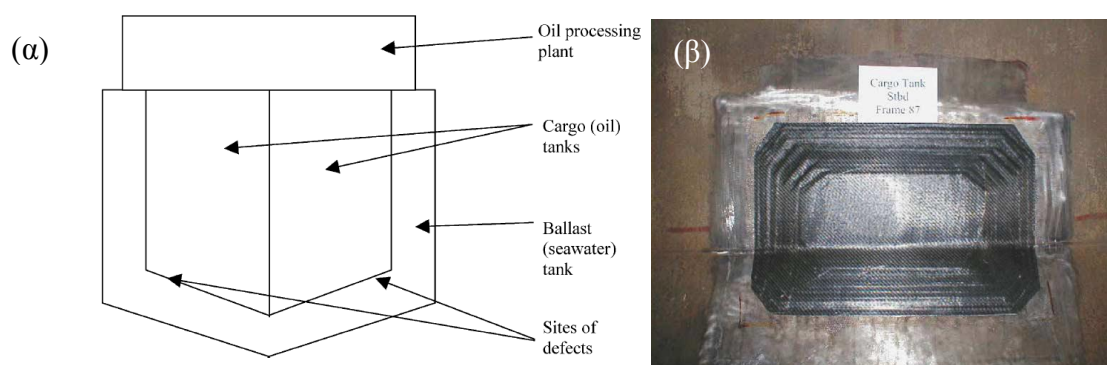 (α)
Oil processing
plant
Cargo (oil)
tanks
Ballast
(seawater)
tank
Sites of
defects
(β)
Cargo Tank
Stbd
Frame 87